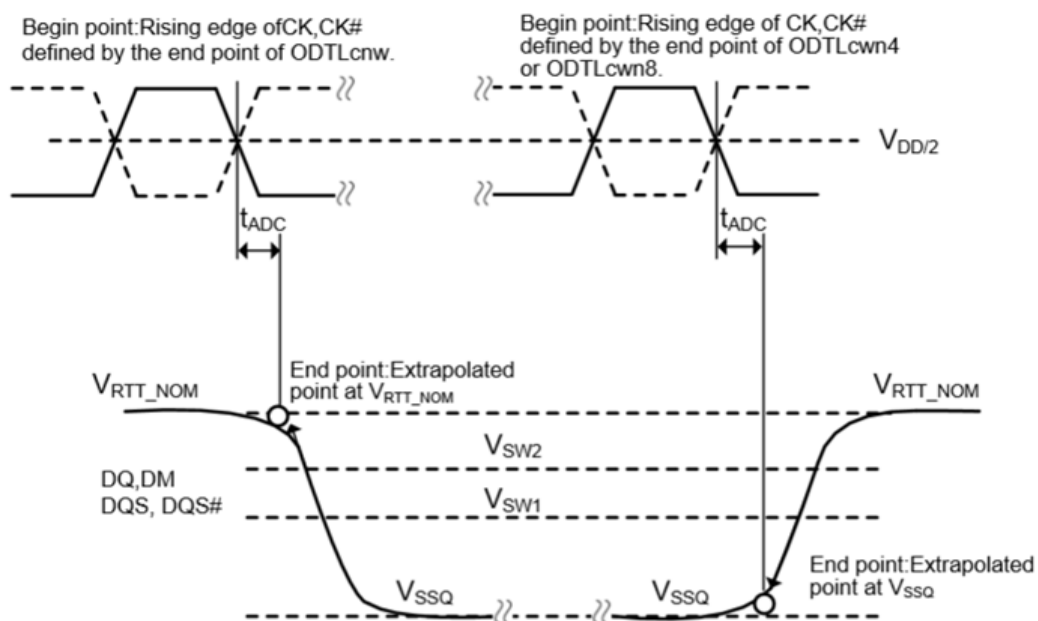 Begin point:Rising edge ofCK,CK#
defined by the end point of ODTLcnw.
Begin point:Rising edge of CK,CK#
defined by the end point of ODTLcwn4
or ODTLcwn8.
VDD/2
tADC
tADC
End point:Extrapolated
point at VRTT_NOM
VRTT_NOM
VRTT_NOM
VSW2
DQ,DM
DQS, DQS#
VSW1
End point:Extrapolated
point at VSSQ
VSSQ
VSSQ